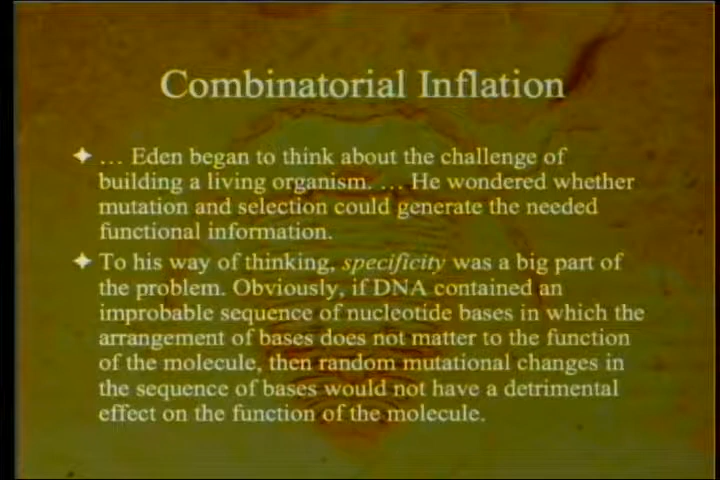 Combinatorial Inflation
… Eden began to think about the challenge of
building a living organism. … He wondered whether
mutation and selection could generate the needed
functional information.
To his way of thinking, specificity was a big part of
the problem. Obviously, if DNA contained an
improbable sequence of nucleotide bases in which the
arrangement of bases does not matter to the function
of the molecule, then random mutational changes in
the sequence of bases would not have a detrimental
effect on the function of the molecule.